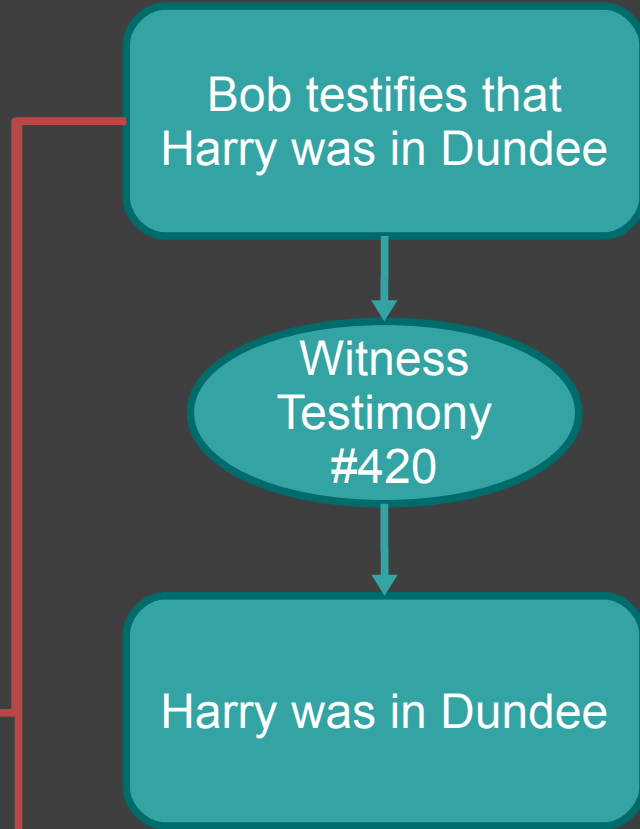 Bob testifies that
Harry was in Dundee
Witness
Testimony
#420
Harry was in Dundee